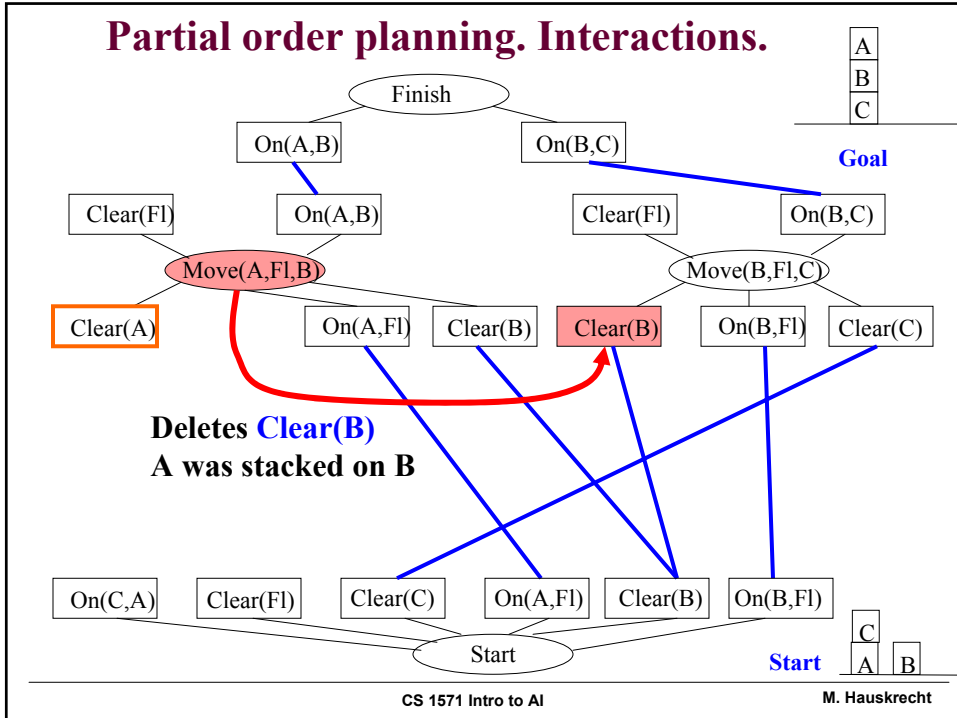 Partial order planning. Interactions.
A
B
C
Goal
Finish
On(A,B)
On(B,C)
Clear(Fl)
On(A,B)
Clear(Fl)
On(B,C)
Move(A,Fl,B)
Move(B,Fl,C)
Clear(A)
On(A,Fl)
Clear(B)
Clear(B)
On(B,Fl)
Clear(C)
Deletes Clear(B)
A was stacked on B
On(C,A)
Clear(Fl)
Clear(C)
On(A,Fl)
Clear(B)
On(B,Fl)
Start
Start
C
A B
CS 1571 Intro to AI
M. Hauskrecht